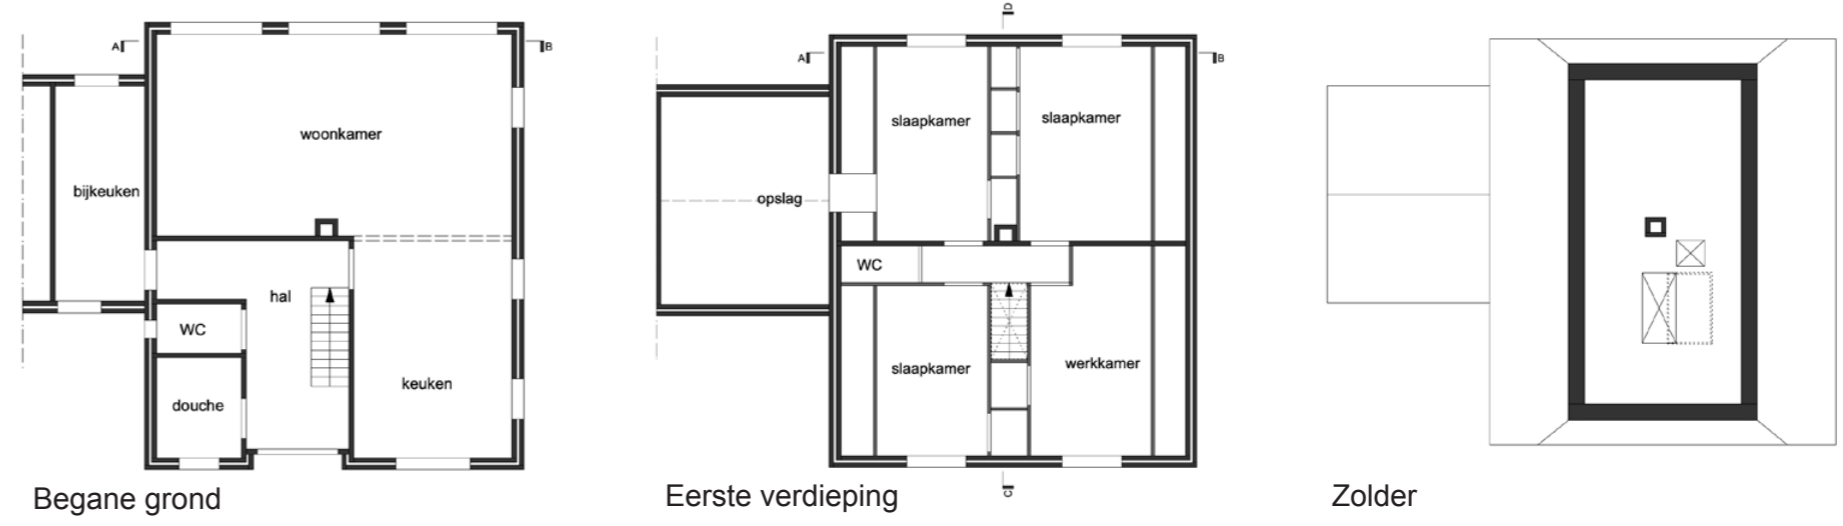 A
B
woonkamer
bijkeuken
hal
WC
keuken
douche
Begane grond
D
A
B
slaapkamer
slaapkamer
opslag
WC
slaapkamer
werkkamer
C
Eerste verdieping
Zolder